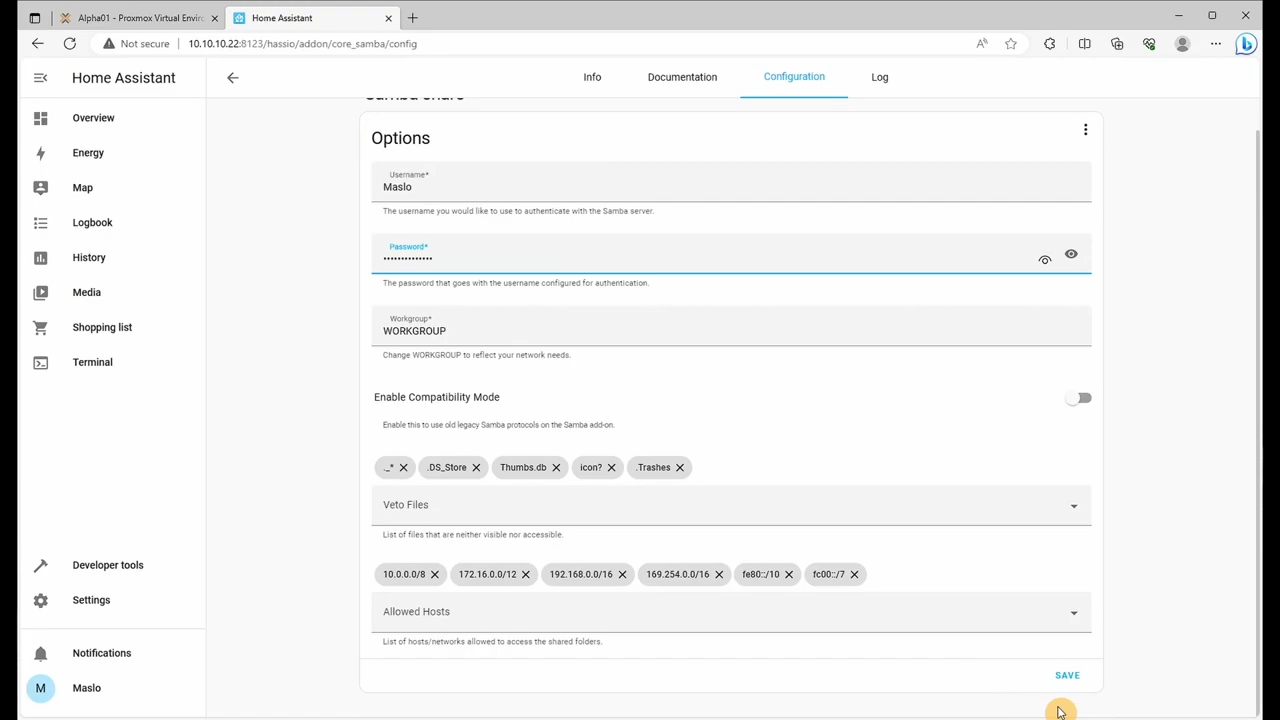 Alpha01 - Proxmox Virtual Enviro
Home Assistant
Not secure
10.10.10.22:8123/hassio/addon/core_samba/config
Home Assistant
Info
Documentation
Configuration
Log
Overview
Energy
Map
Logbook
History
Media
Shopping list
Terminal
Developer tools
Settings
Notifications
M
Maslo
Samba share
Options
Username*
Maslo
The username you would like to use to authenticate with the Samba server.
Password*
••••••••••••••
The password that goes with the username configured for authentication.
Workgroup*
WORKGROUP
Change WORKGROUP to reflect your network needs.
Enable Compatibility Mode
Enable this to use old legacy Samba protocols on the Samba add-on.
._* .DS_Store Thumbs.db icon? .Trashes
Veto Files
List of files that are neither visible nor accessible.
10.0.0.0/8 172.16.0.0/12 192.168.0.0/16 169.254.0.0/16 fe80::/10 fc00::/7
Allowed Hosts
List of hosts/networks allowed to access the shared folders.
SAVE